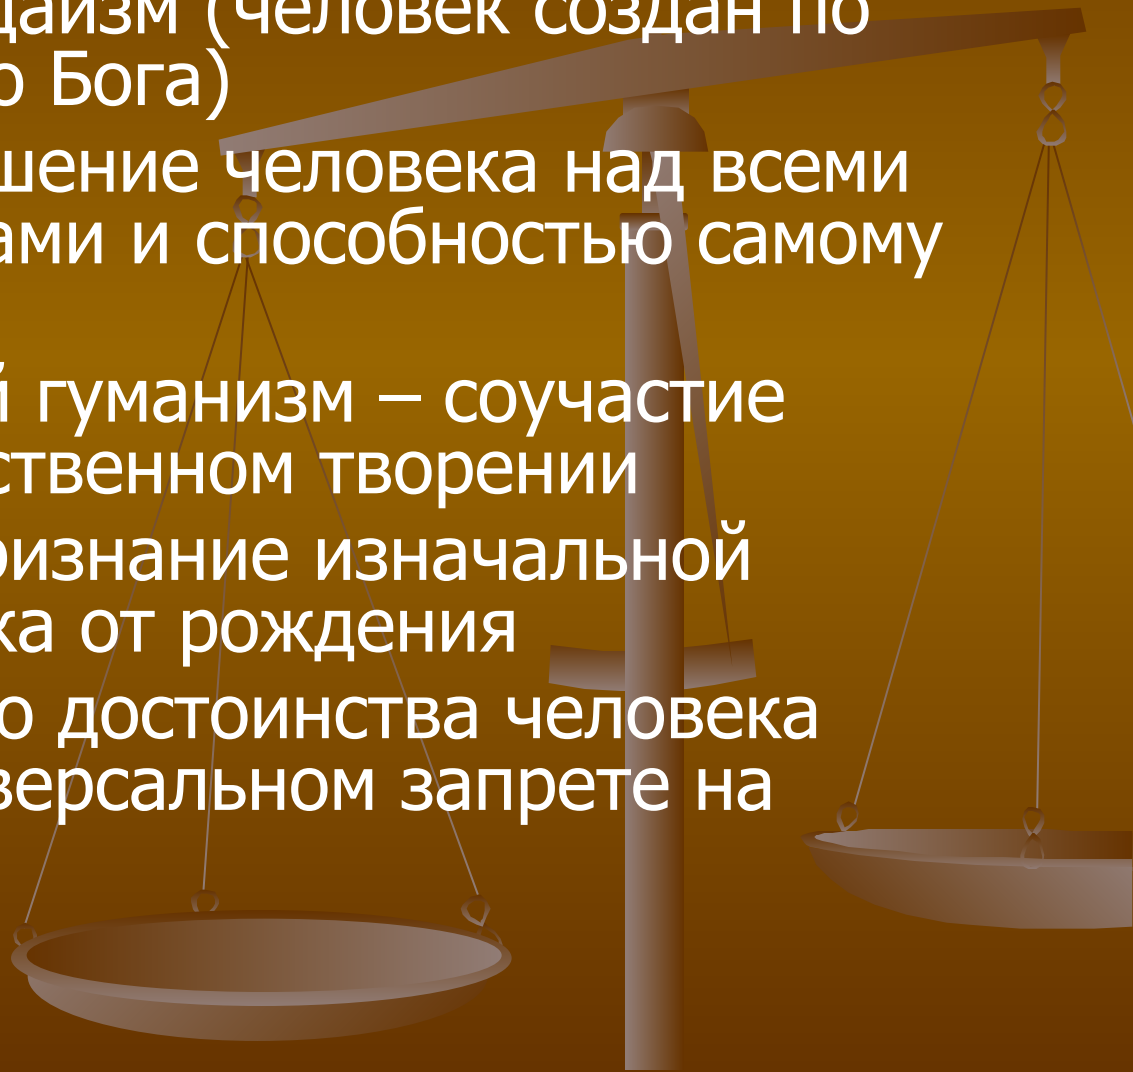 даизм (человек создан по
о Бога)
шение человека над всеми
ами и способностью самому
й гуманизм – соучастие
ственном творении
ризнание изначальной
ка от рождения
о достоинства человека
версальном запрете на